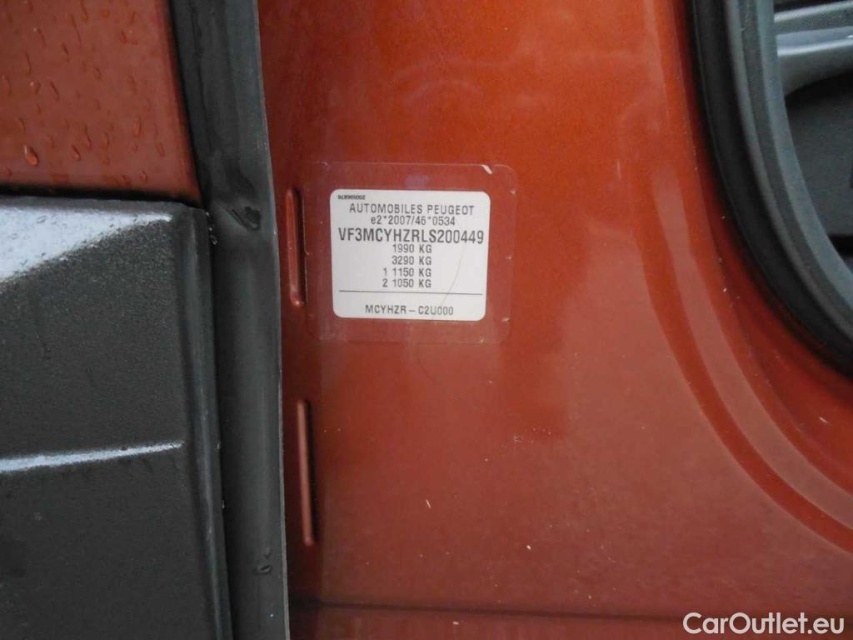 AUTOMOBILES PEUGEOT
e2*2007/46*0534
VF3MCYHZRLS200449
1990 KG
3290 KG
1 1150 KG
2 1050 KG
MCYHZR-C2U000
CarOutlet.eu